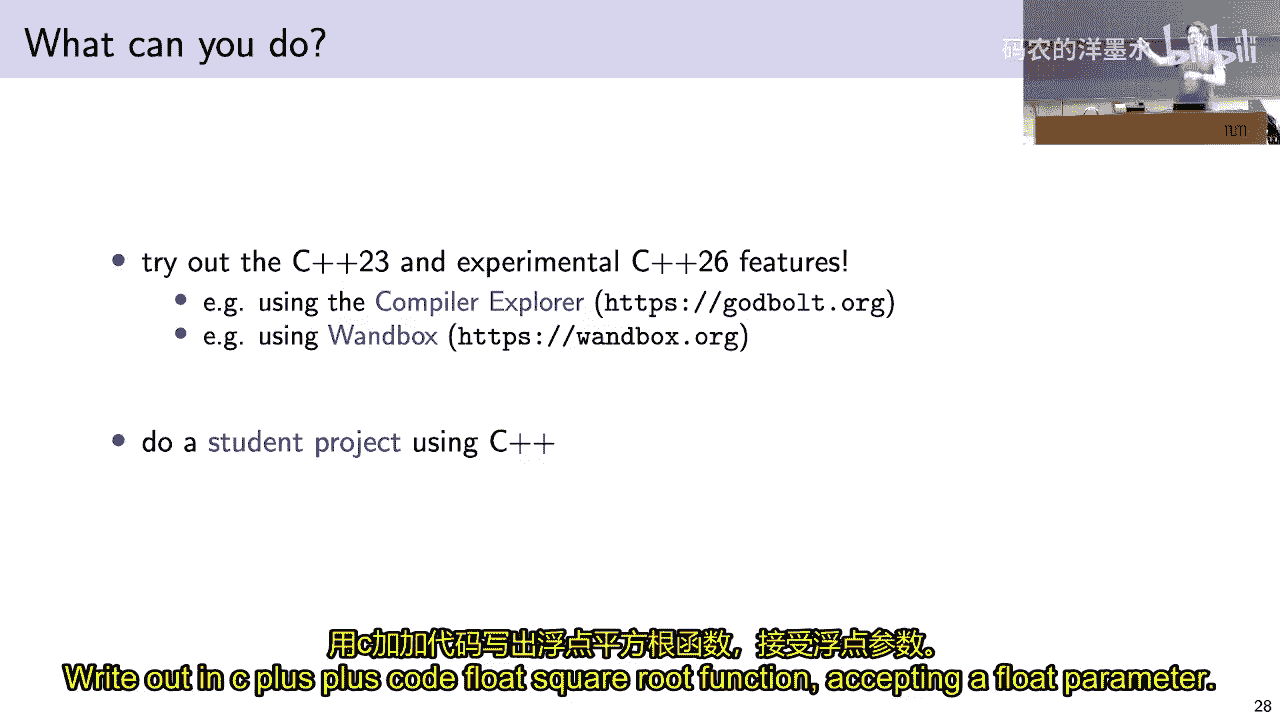 What can you do?
码农的洋墨水 bilibili
• try out the C++23 and experimental C++26 features!
• e.g. using the Compiler Explorer (https://godbolt.org)
• e.g. using Wandbox (https://wandbox.org)
• do a student project using C++
用c加加代码写出浮点平方根函数，接受浮点参数。
Write out in c plus plus code float square root function, accepting a float parameter.
28